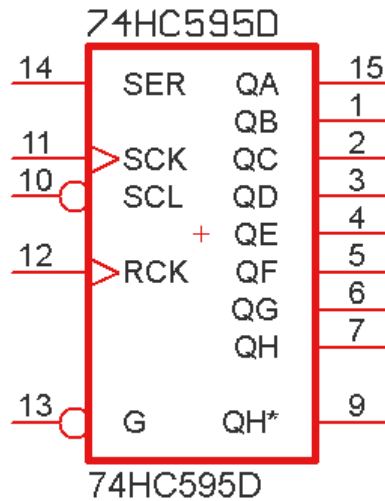 74HC595D
14 SER QA 15
QB 1
11 SCK QC 2
10 SCL QD 3
QE 4
12 RCK QF 5
QG 6
QH 7
13 G QH* 9
74HC595D